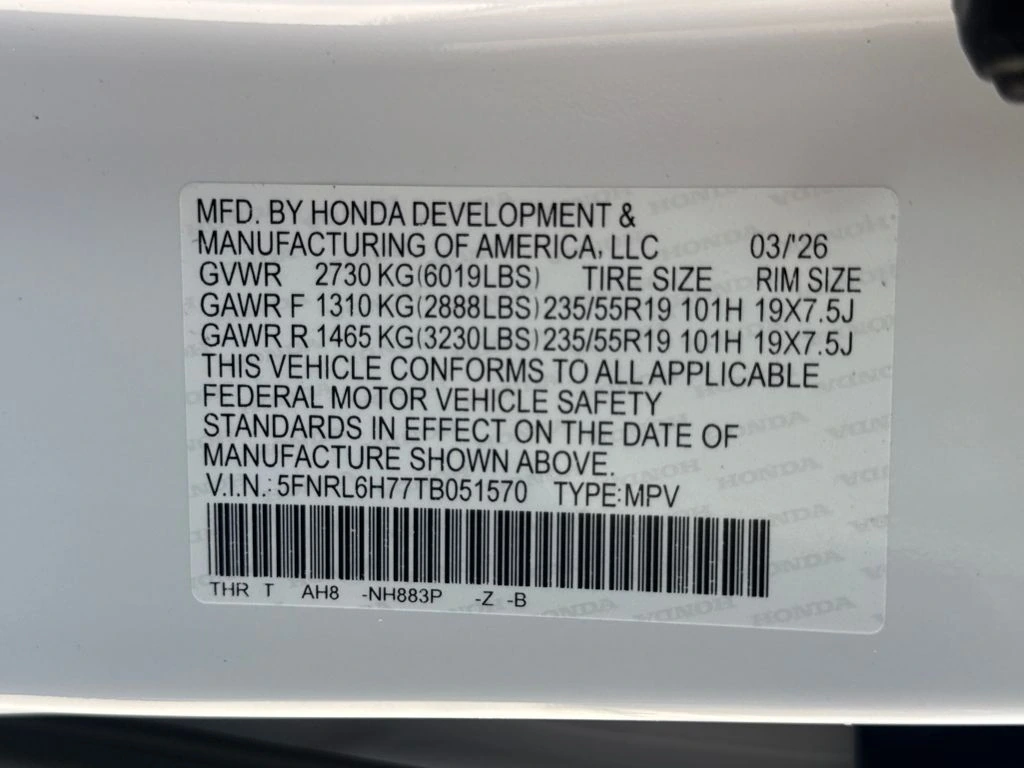 MFD. BY HONDA DEVELOPMENT &
MANUFACTURING OF AMERICA, LLC 03/'26
GVWR 2730 KG(6019LBS) TIRE SIZE RIM SIZE
GAWR F 1310 KG(2888LBS) 235/55R19 101H 19X7.5J
GAWR R 1465 KG(3230LBS) 235/55R19 101H 19X7.5J
THIS VEHICLE CONFORMS TO ALL APPLICABLE
FEDERAL MOTOR VEHICLE SAFETY
STANDARDS IN EFFECT ON THE DATE OF
MANUFACTURE SHOWN ABOVE.
V.I.N.: 5FNRL6H77TB051570 TYPE:MPV
THR T AH8 -NH883P -Z -B